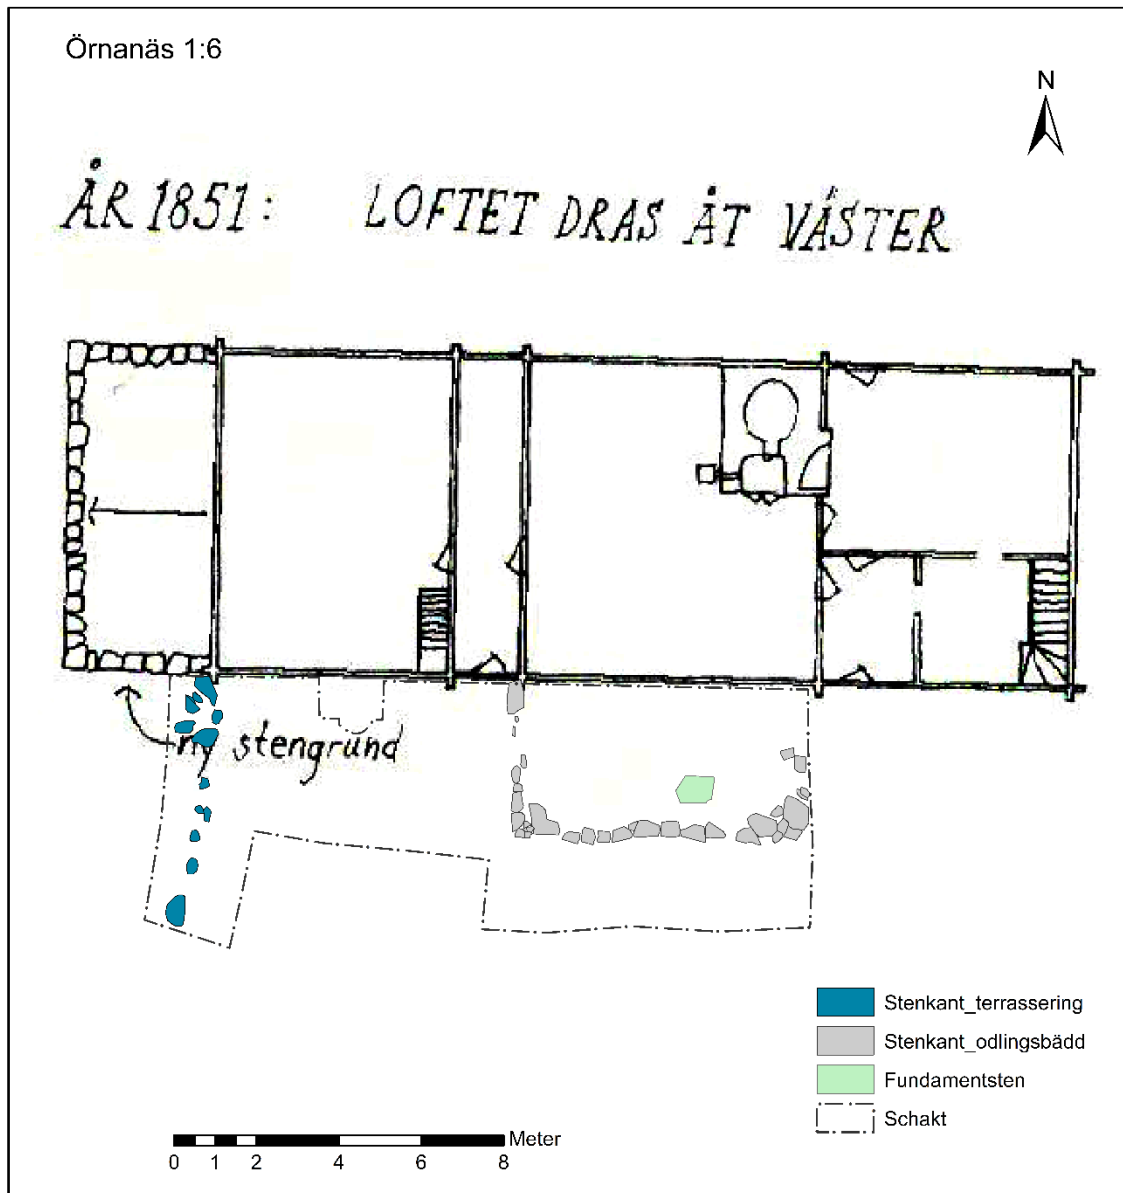 Örnanäs 1:6
N
ÅR 1851: LOFTET DRAS ÅT VÄSTER
ny stengrund
Stenkant_terrassering
Stenkant_odlingsbädd
Fundamentsten
Schakt
Meter
0 1 2 4 6 8